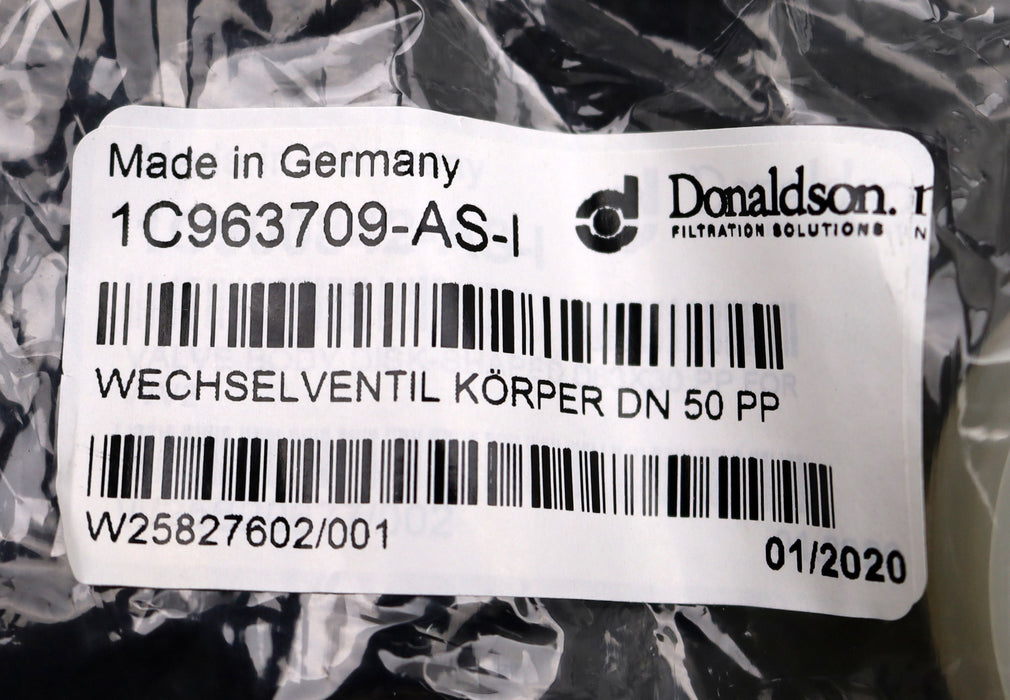 Made in Germany
1C963709-AS-I
Donaldson.
FILTRATION SOLUTIONS
WECHSELVENTIL KÖRPER DN 50 PP
W25827602/001
01/2020